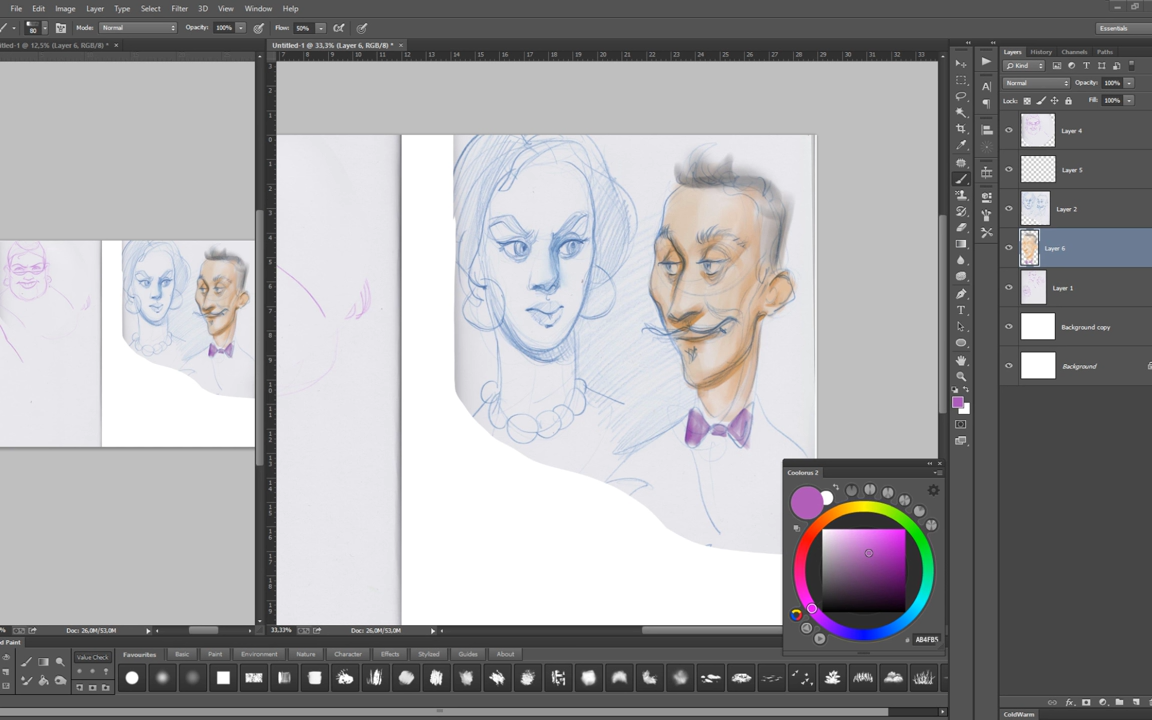 File Edit Image Layer Type Select Filter 3D View Window Help
80 Mode: Normal Opacity: 100% Flow: 50% Essentials
Untitled-1 @ 33,3% (Layer 6, RGB/8) * ×
Layers History Channels Paths
Kind
Normal Opacity: 100%
Lock: Fill: 100%
Layer 4
Layer 5
Layer 2
Layer 6
Layer 1
Background copy
Background
Coolorus 2
# AB4FB5
Doc: 26,0M/53,0M
33,33% Doc: 26,0M/53,0M
Value Check Favourites Basic Paint Environment Nature Character Effects Stylized Guides About
ColdWarm